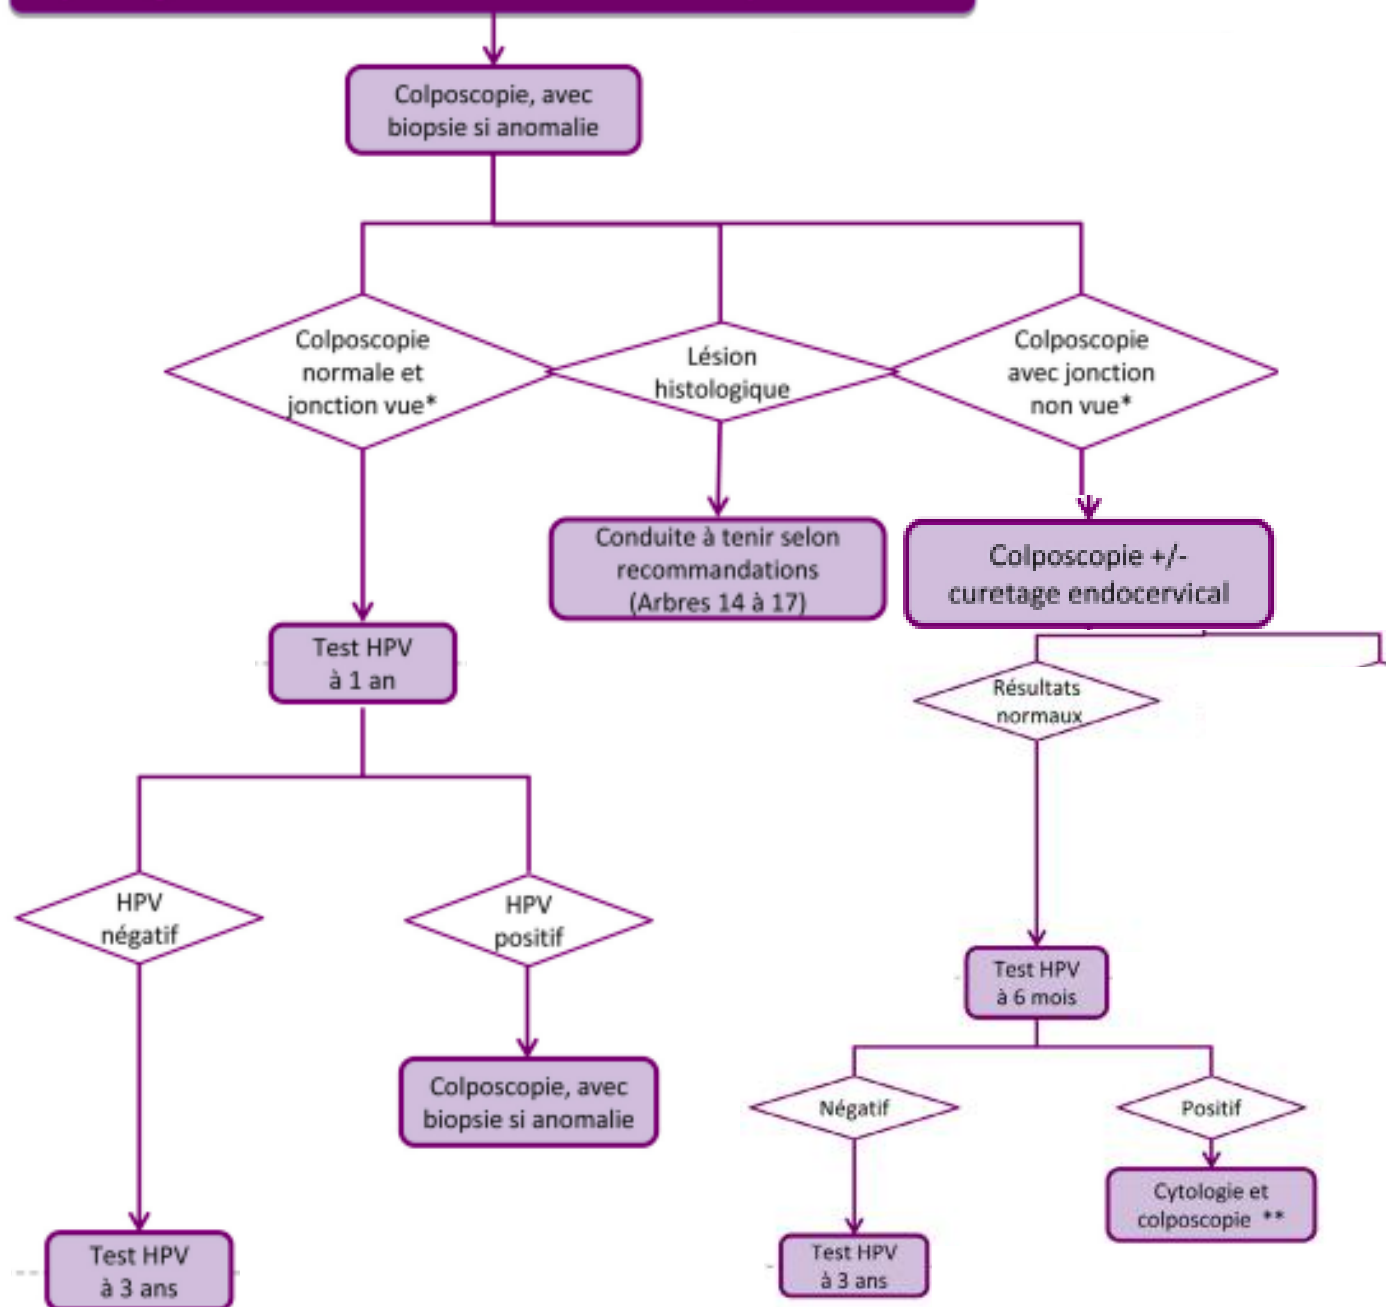 Colposcopie, avec
biopsie si anomalie
Colposcopie
normale et
jonction vue*
Lésion
histologique
Colposcopie
avec jonction
non vue*
Conduite à tenir selon
recommandations
(Arbres 14 à 17)
Colposcopie +/-
curetage endocervical
Test HPV
à 1 an
Résultats
normaux
HPV
négatif
HPV
positif
Test HPV
à 6 mois
Colposcopie, avec
biopsie si anomalie
Négatif
Positif
Cytologie et
colposcopie **
Test HPV
à 3 ans
Test HPV
à 3 ans